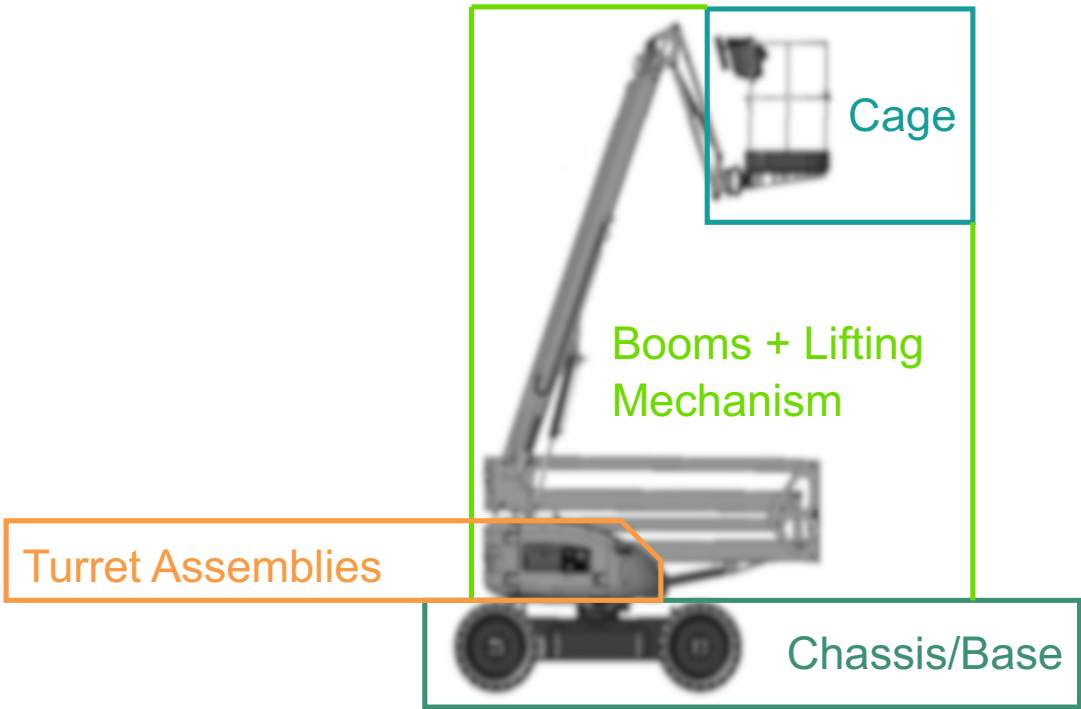 Cage
Booms + Lifting
Mechanism
Turret Assemblies
Chassis/Base